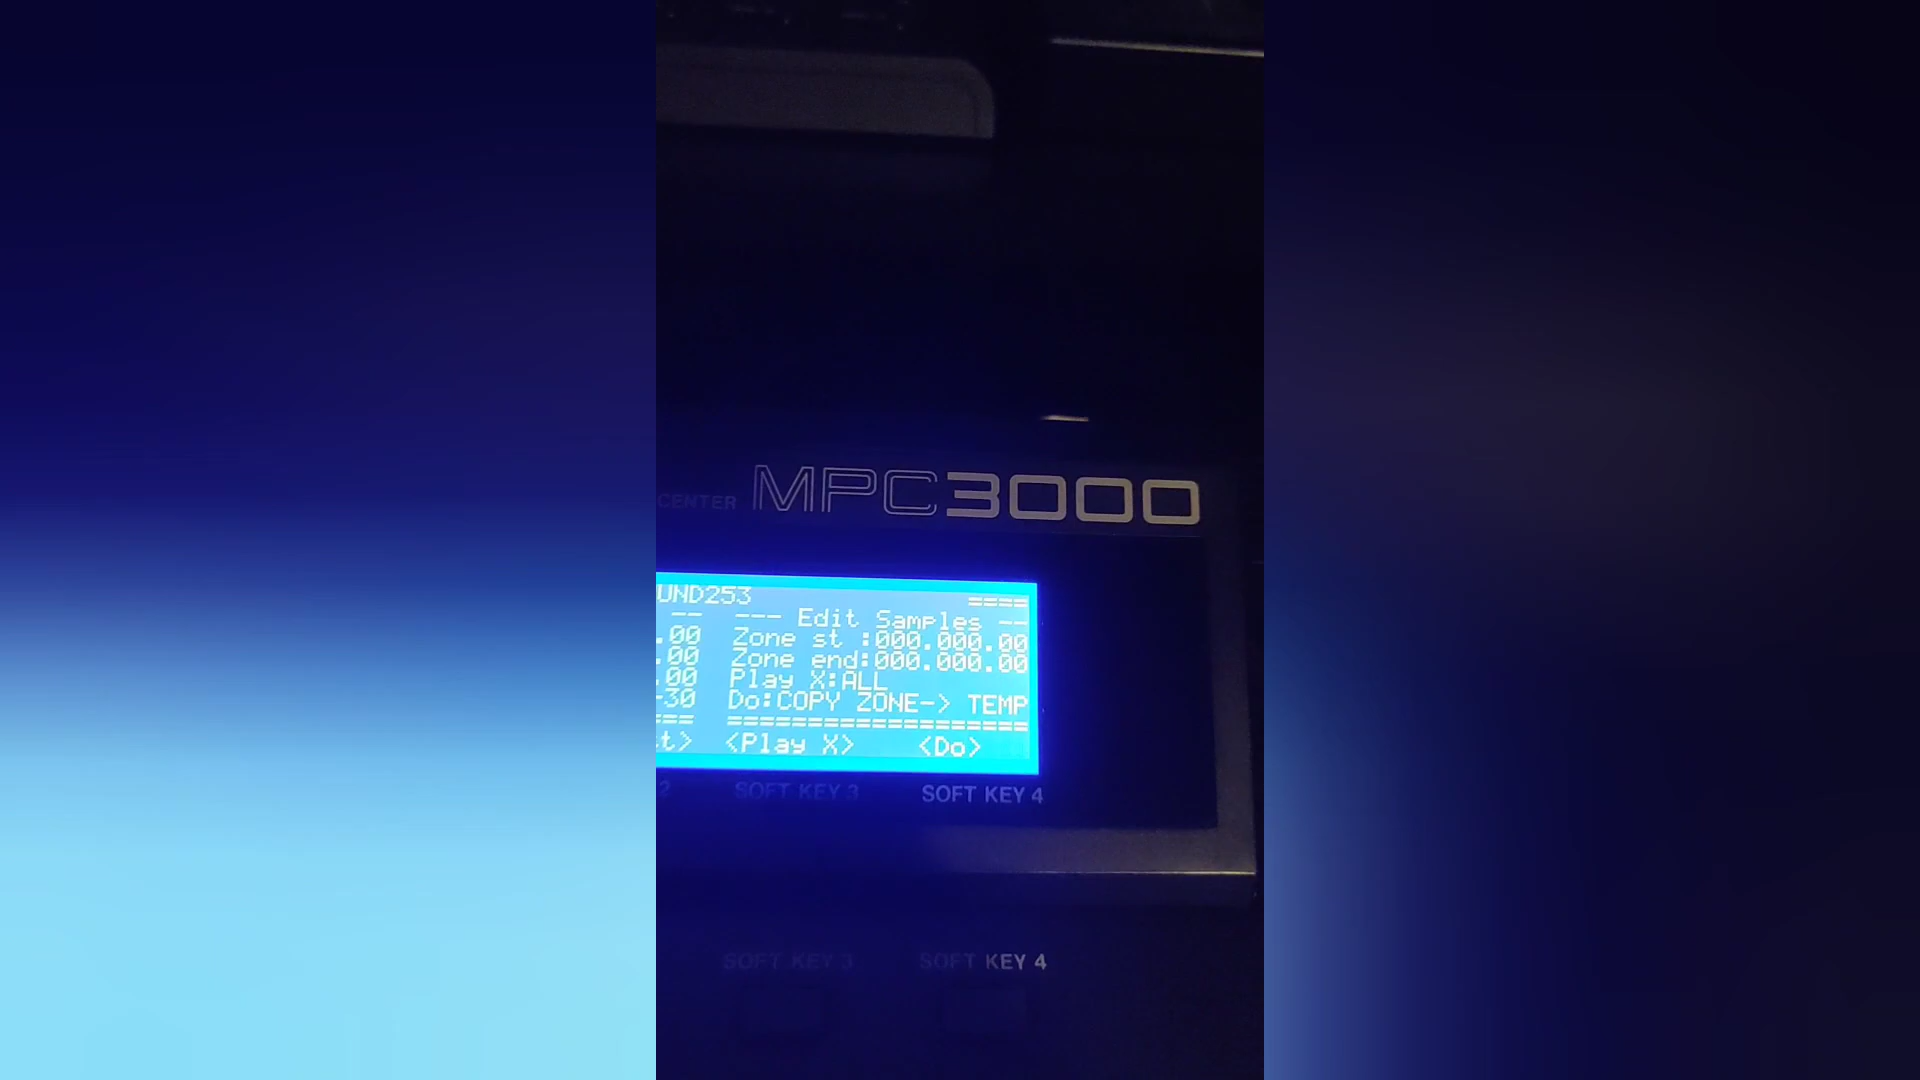 CENTER MPC3000
UND253 ====
-- --- Edit Samples --
.00 Zone st :000.000.00
.00 Zone end:000.000.00
.00 Play X:ALL
-30 Do:COPY ZONE-> TEMP
=== ===================
t> <Play X> <Do>
2 SOFT KEY 3 SOFT KEY 4
SOFT KEY 3 SOFT KEY 4